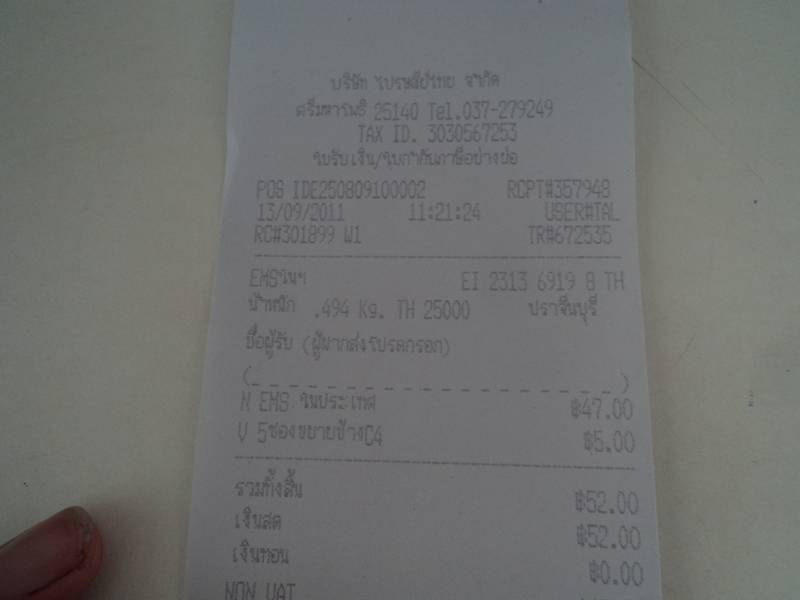 บริษัท ไปรษณีย์ไทย จำกัด
ศรีมหาโพธิ 25140 Tel.037-279249
TAX ID. 3030567253
ใบรับเงิน/ใบกำกับภาษีอย่างย่อ
POS IDE250809100002 RCPT#357948
13/09/2011 11:21:24 USER#TAL
RC#301899 W1 TR#672535
EMSในฯ EI 2313 6919 8 TH
น้ำหนัก .494 Kg. TH 25000 ปราจีนบุรี
ชื่อผู้รับ (ผู้ฝากส่งโปรดกรอก)
(_ _ _ _ _ _ _ _ _ _ _ _ _ _ _ _ _ _ _)
N EMS ในประเทศ ฿47.00
V 5ซองขยายข้างC4 ฿5.00
รวมทั้งสิ้น ฿52.00
เงินสด ฿52.00
เงินทอน ฿0.00
NON VAT